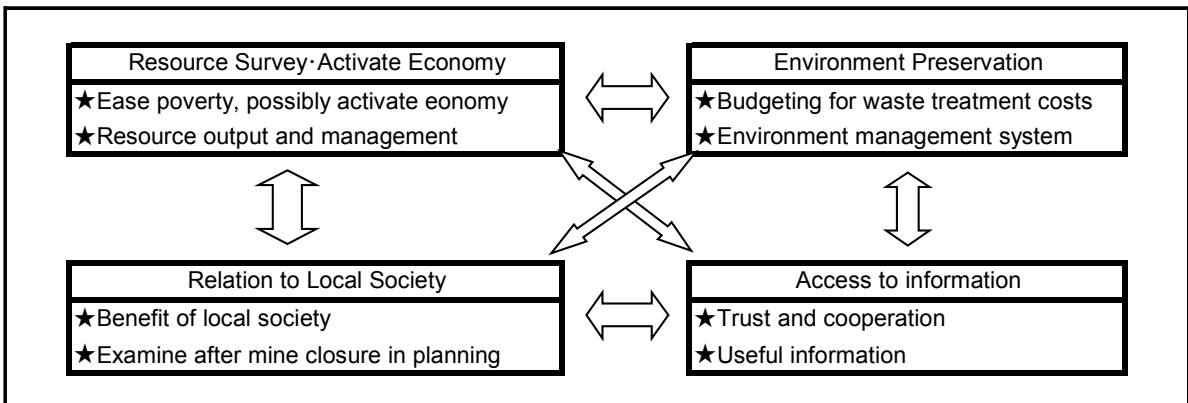 Resource Survey·Activate Economy
★Ease poverty, possibly activate eonomy
★Resource output and management
Environment Preservation
★Budgeting for waste treatment costs
★Environment management system
Relation to Local Society
★Benefit of local society
★Examine after mine closure in planning
Access to information
★Trust and cooperation
★Useful information